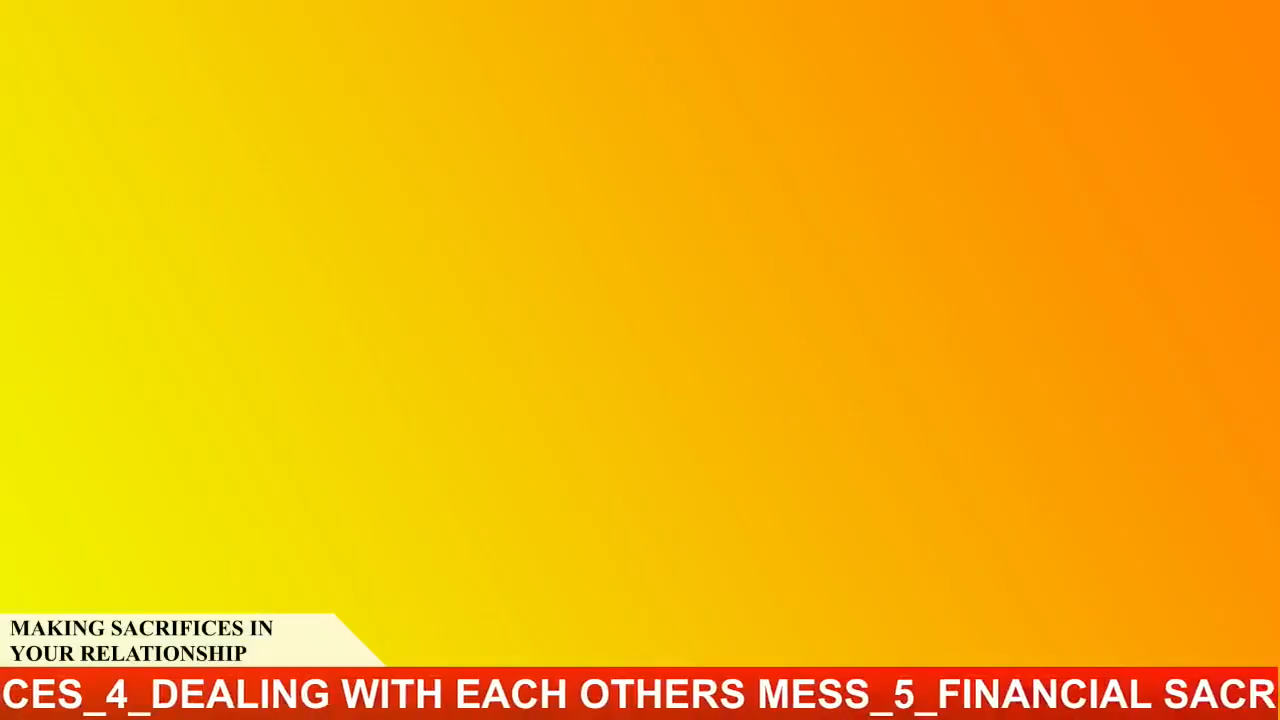 MAKING SACRIFICES IN
YOUR RELATIONSHIP
CES_4_DEALING WITH EACH OTHERS MESS_5_FINANCIAL SACR